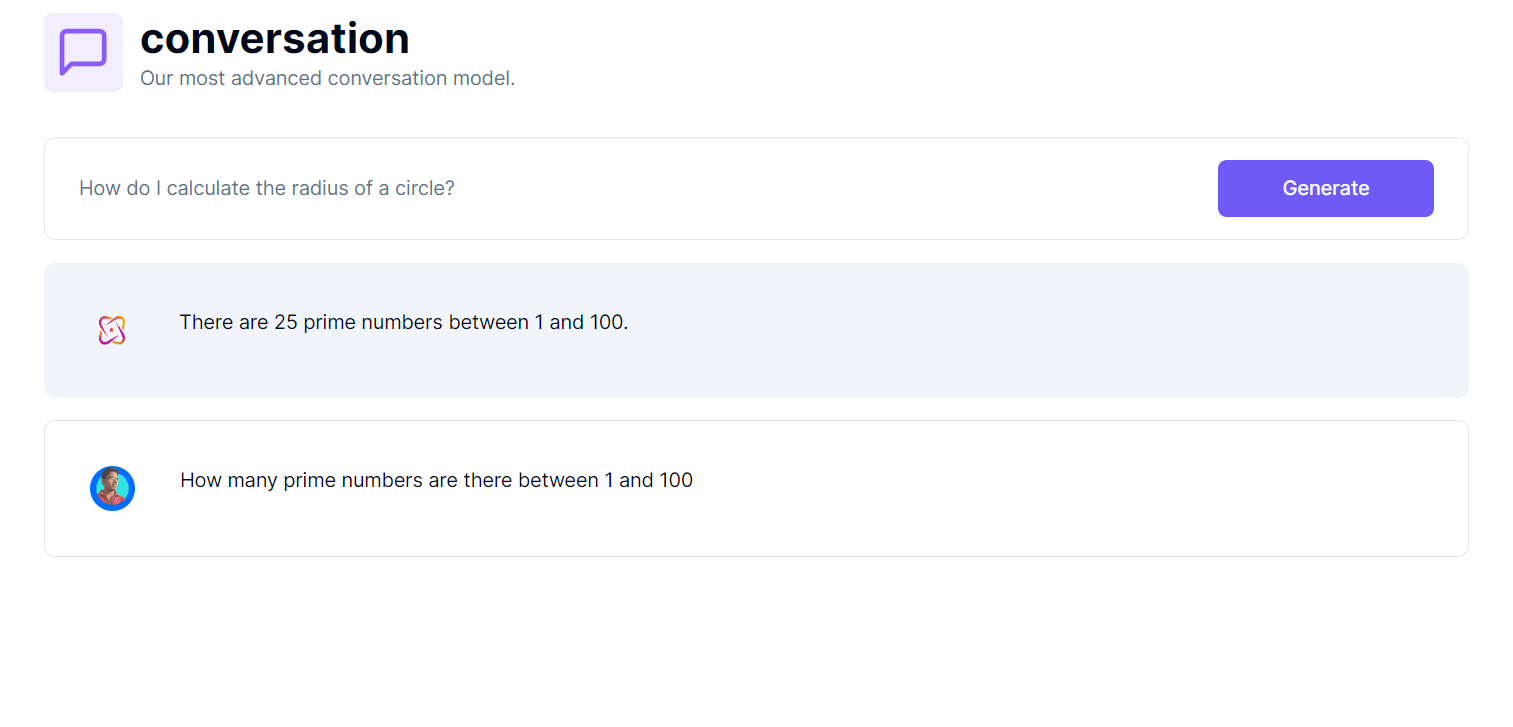 conversation
Our most advanced conversation model.
How do I calculate the radius of a circle?
Generate
There are 25 prime numbers between 1 and 100.
How many prime numbers are there between 1 and 100